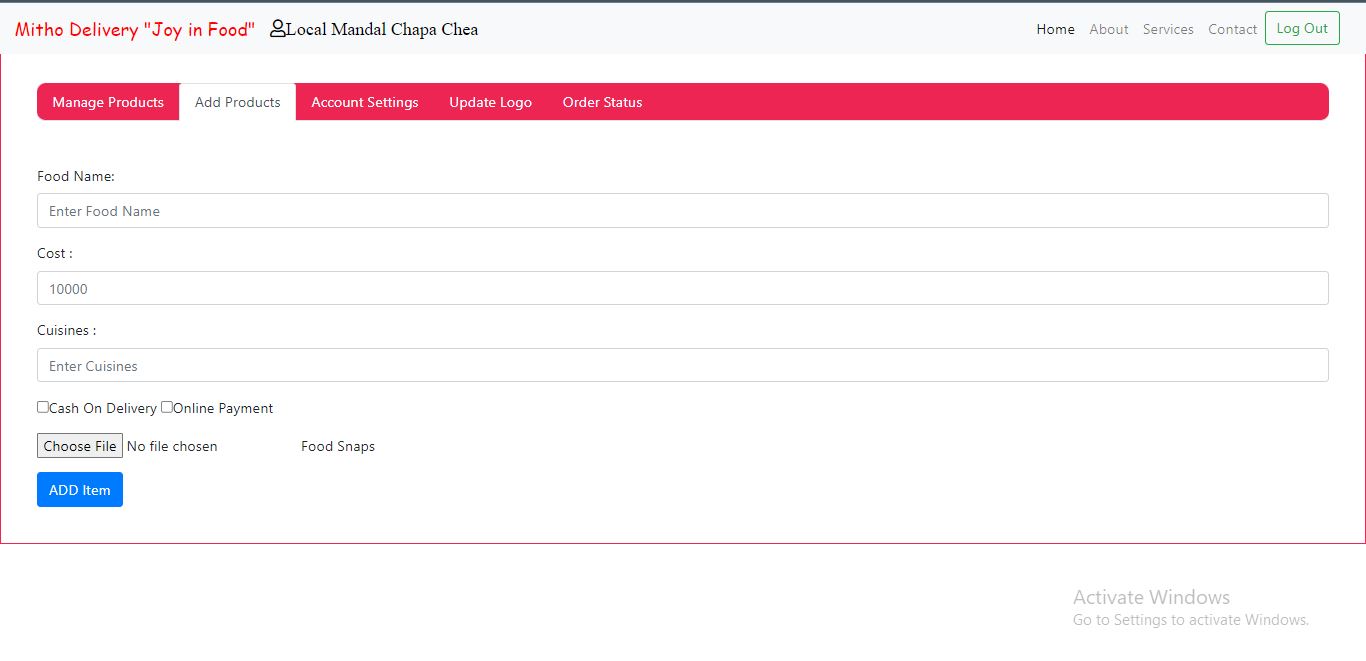 Mitho Delivery "Joy in Food" Local Mandal Chapa Chea Home About Services Contact Log Out
Manage Products Add Products Account Settings Update Logo Order Status
Food Name:
Enter Food Name
Cost :
10000
Cuisines :
Enter Cuisines
Cash On Delivery Online Payment
Choose File No file chosen Food Snaps
ADD Item
Activate Windows
Go to Settings to activate Windows.